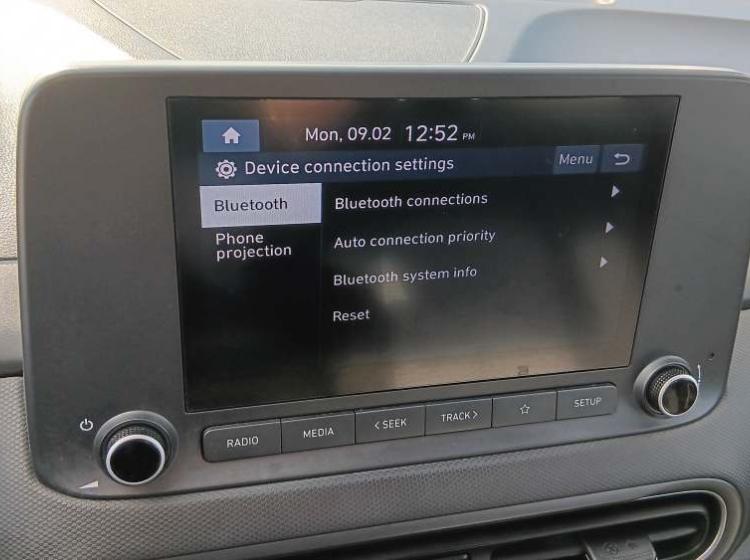 Mon, 09.02 12:52 PM
Device connection settings Menu
Bluetooth
Phone
projection
Bluetooth connections
Auto connection priority
Bluetooth system info
Reset
RADIO MEDIA < SEEK TRACK > SETUP